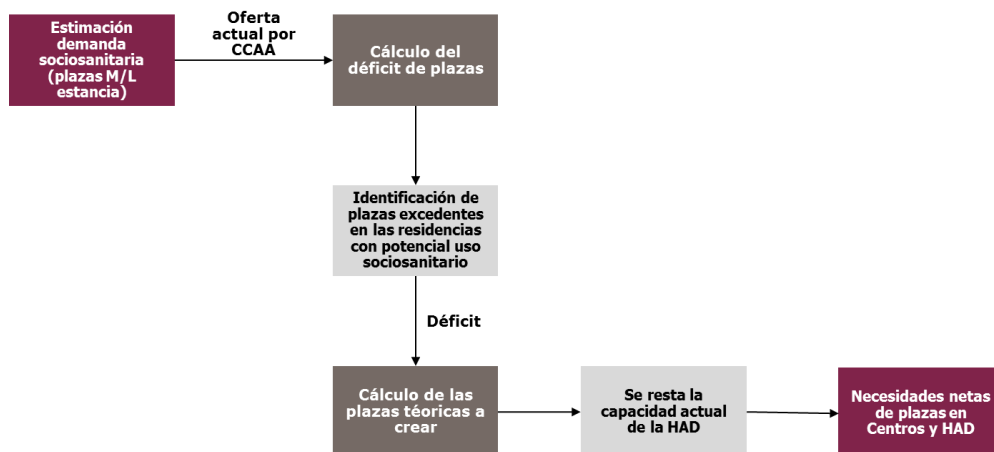 Estimación
demanda
sociosanitaria
(plazas M/L
estancia)
Oferta
actual por
CCAA
Cálculo del
déficit de plazas
Identificación de
plazas excedentes
en las residencias
con potencial uso
sociosanitario
Déficit
Cálculo de las
plazas téoricas a
crear
Se resta la
capacidad actual
de la HAD
Necesidades netas
de plazas en
Centros y HAD